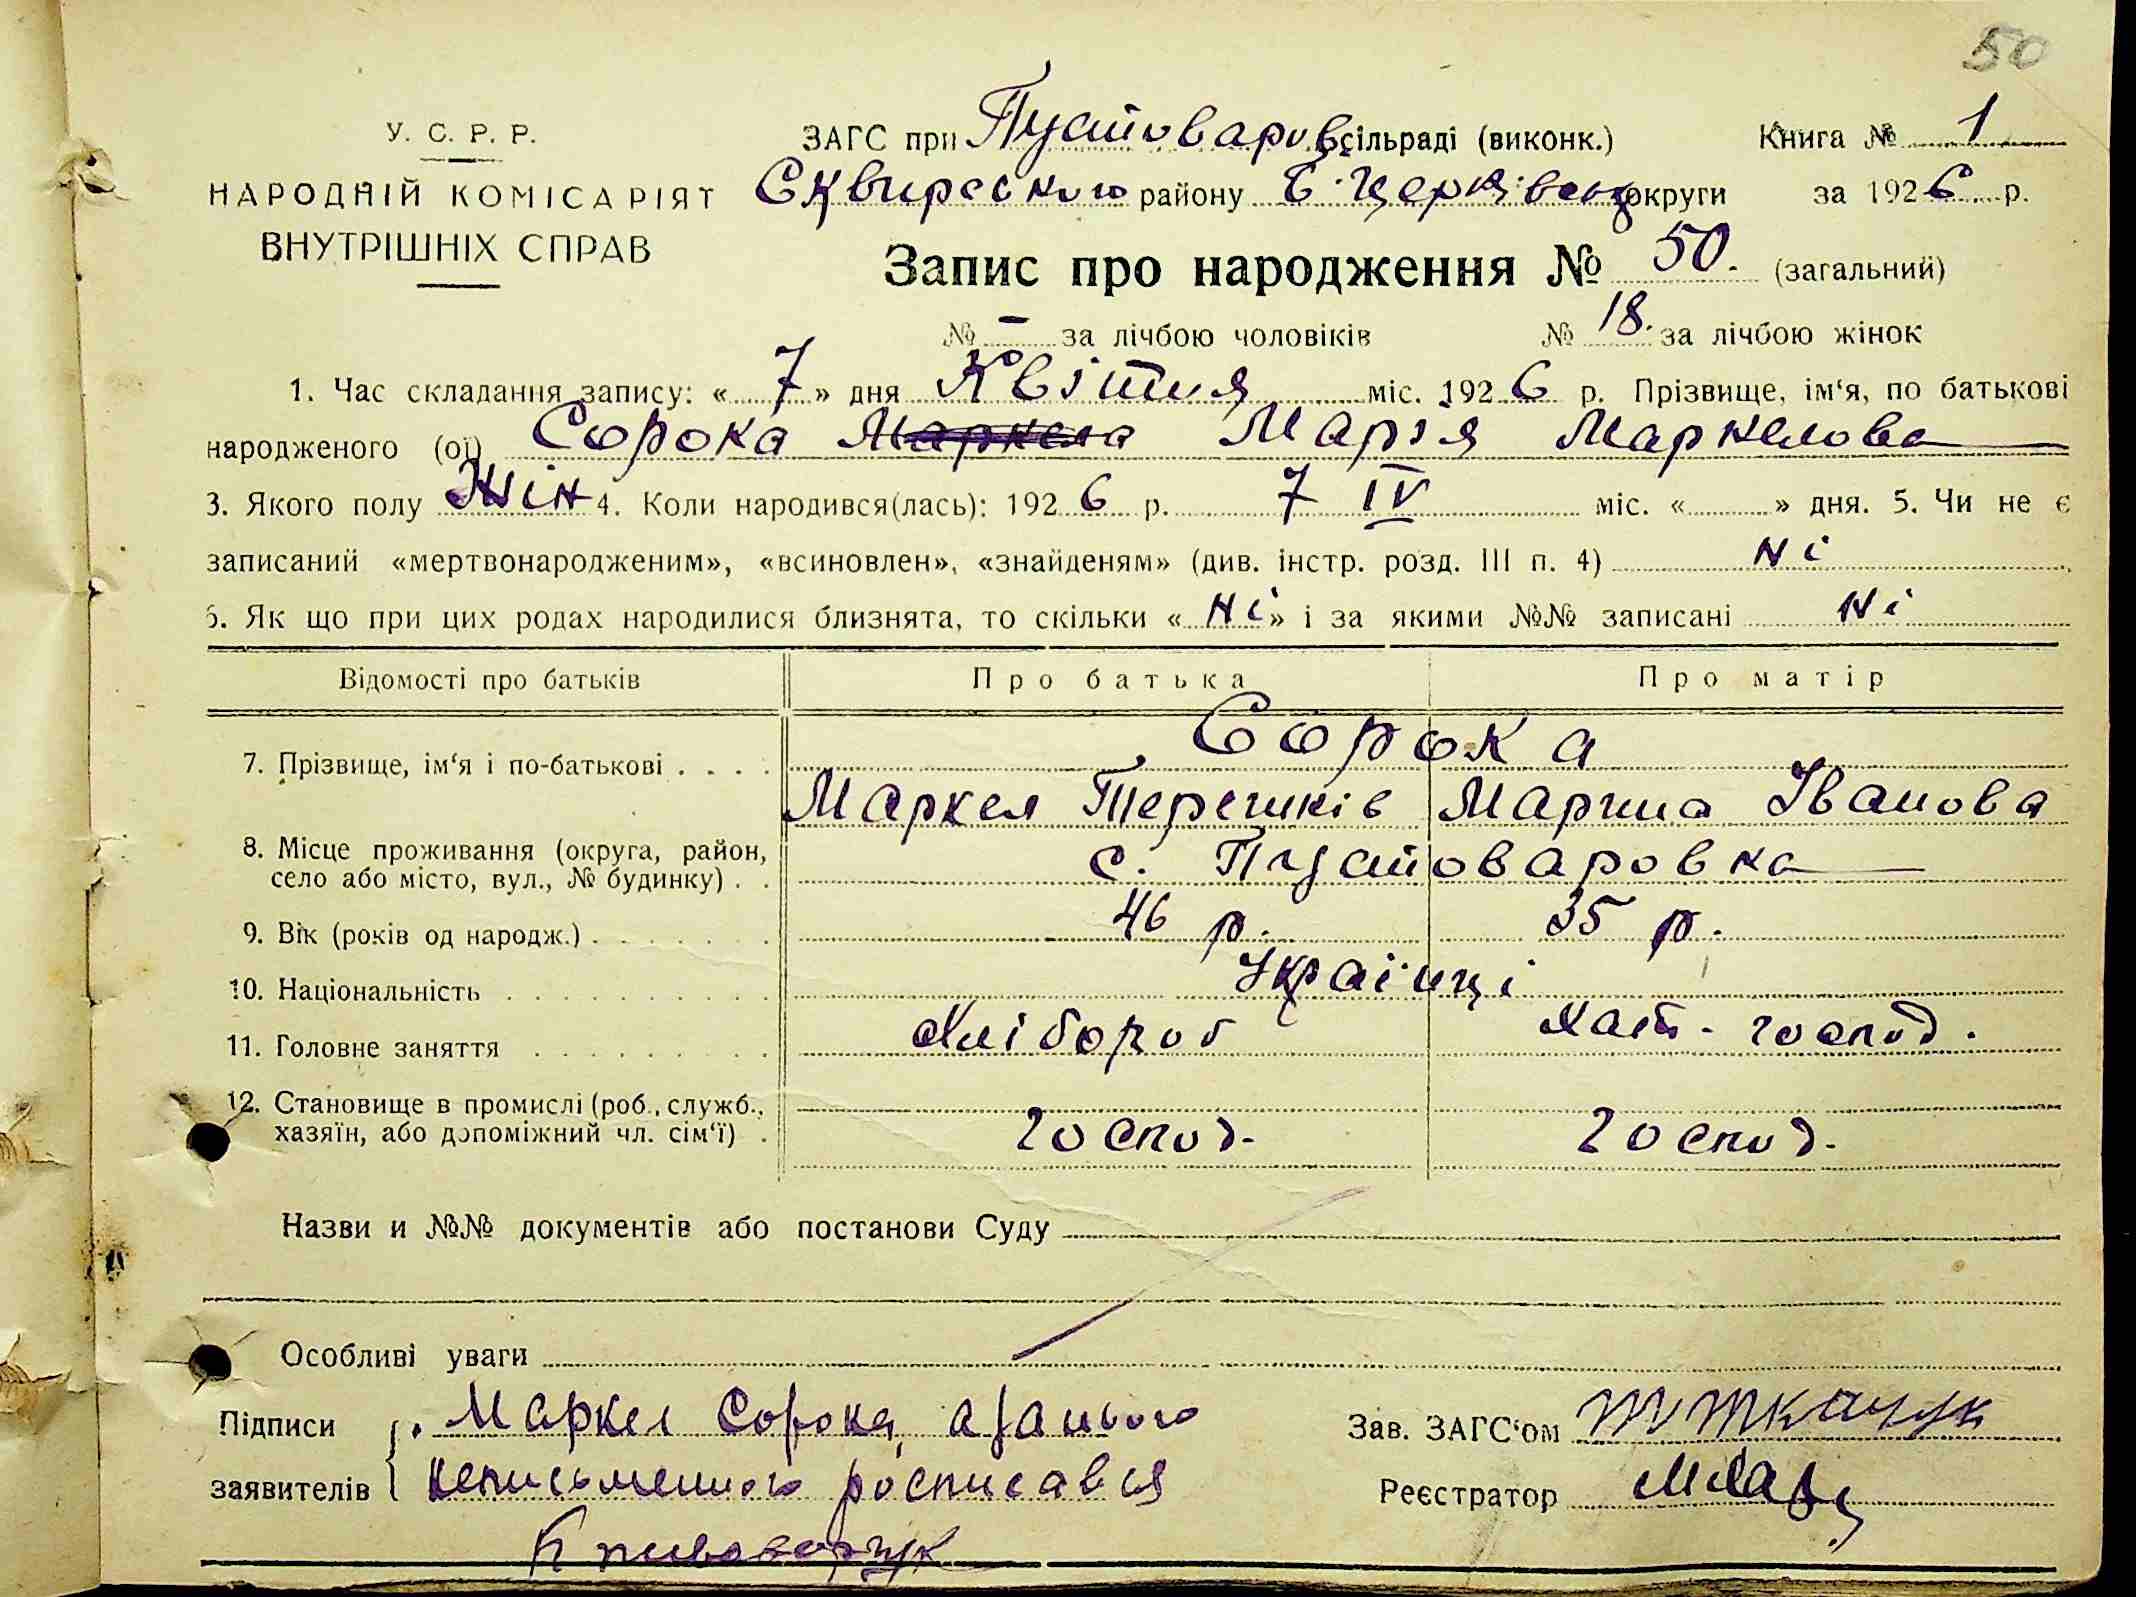 50
У. С. Р. Р.
НАРОДНІЙ КОМІСАРІЯТ
ВНУТРІШНІХ СПРАВ
ЗАГС при Пустоваров. сільраді (виконк.) Книга № 1
Сквирського району Б. Церківськ округи за 1926 р.
Запис про народження № 50. (загальний)
№ – за лічбою чоловіків № 18. за лічбою жінок
1. Час складання запису: « 7 » дня Квітня міс. 1926 р. Прізвище, ім‘я, по батькові
народженого (ої) Сорока Маркела Марія Маркелова
3. Якого полу Жін 4. Коли народився(лась): 1926 р. 7 IV міс. « » дня. 5. Чи не є
записаний «мертвонародженим», «всиновлен», «знайденям» (див. інстр. розд. III п. 4) Ні
6. Як що при цих родах народилися близнята, то скільки « Ні » і за якими №№ записані Ні
Відомості про батьків Про батька Про матір
7. Прізвище, ім‘я і по-батькові . . . . Сорока
Маркел Терешків Марина Іванова
8. Місце проживання (округа, район,
село або місто, вул., № будинку) . . с. Пустоваровка
9. Вік (років од народж.) . . . . . . . 46 р. 35 р.
10. Національність . . . . . . . . . . Українці
11. Головне заняття . . . . . . . . . Хлібороб Хат - господ.
12. Становище в промислі (роб., служб.,
хазяїн, або допоміжний чл. сім‘ї) . господ. господ.
Назви и №№ документів або постанови Суду
Особливі уваги
Підписи Маркел Сорока, а за нього Зав. ЗАГС‘ом Ткачук
заявителів неписьменного росписався Реєстратор